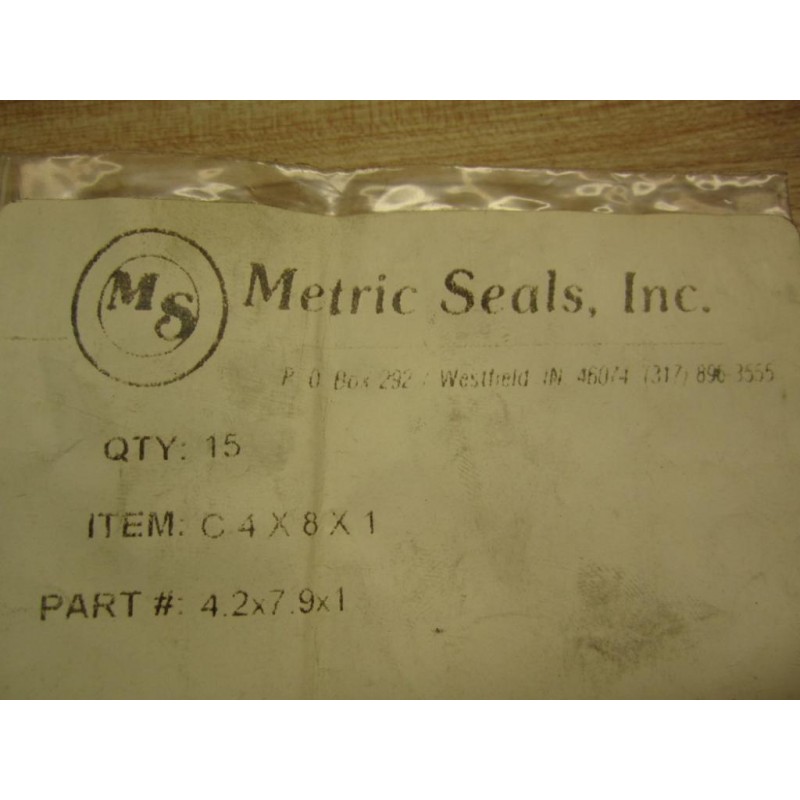 MS Metric Seals, Inc.
P. O. Box 292 / Westfield IN 46074 (317) 896-3555
QTY: 15
ITEM: C 4 X 8 X 1
PART #: 4.2x7.9x1